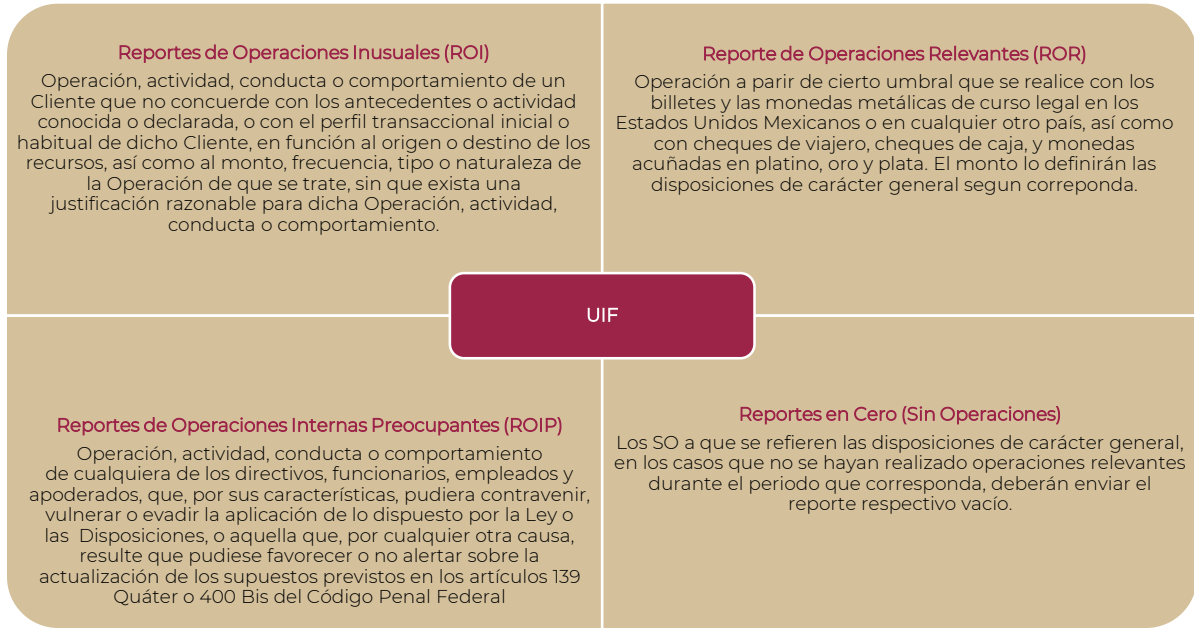 Reportes de Operaciones Inusuales (ROI)
Operación, actividad, conducta o comportamiento de un
Cliente que no concuerde con los antecedentes o actividad
conocida o declarada, o con el perfil transaccional inicial o
habitual de dicho Cliente, en función al origen o destino de los
recursos, así como al monto, frecuencia, tipo o naturaleza de
la Operación de que se trate, sin que exista una
justificación razonable para dicha Operación, actividad,
conducta o comportamiento.
Reporte de Operaciones Relevantes (ROR)
Operación a parir de cierto umbral que se realice con los
billetes y las monedas metálicas de curso legal en los
Estados Unidos Mexicanos o en cualquier otro país, así como
con cheques de viajero, cheques de caja, y monedas
acuñadas en platino, oro y plata. El monto lo definirán las
disposiciones de carácter general segun correponda.
UIF
Reportes de Operaciones Internas Preocupantes (ROIP)
Operación, actividad, conducta o comportamiento
de cualquiera de los directivos, funcionarios, empleados y
apoderados, que, por sus características, pudiera contravenir,
vulnerar o evadir la aplicación de lo dispuesto por la Ley o
las Disposiciones, o aquella que, por cualquier otra causa,
resulte que pudiese favorecer o no alertar sobre la
actualización de los supuestos previstos en los artículos 139
Quáter o 400 Bis del Código Penal Federal
Reportes en Cero (Sin Operaciones)
Los SO a que se refieren las disposiciones de carácter general,
en los casos que no se hayan realizado operaciones relevantes
durante el periodo que corresponda, deberán enviar el
reporte respectivo vacío.